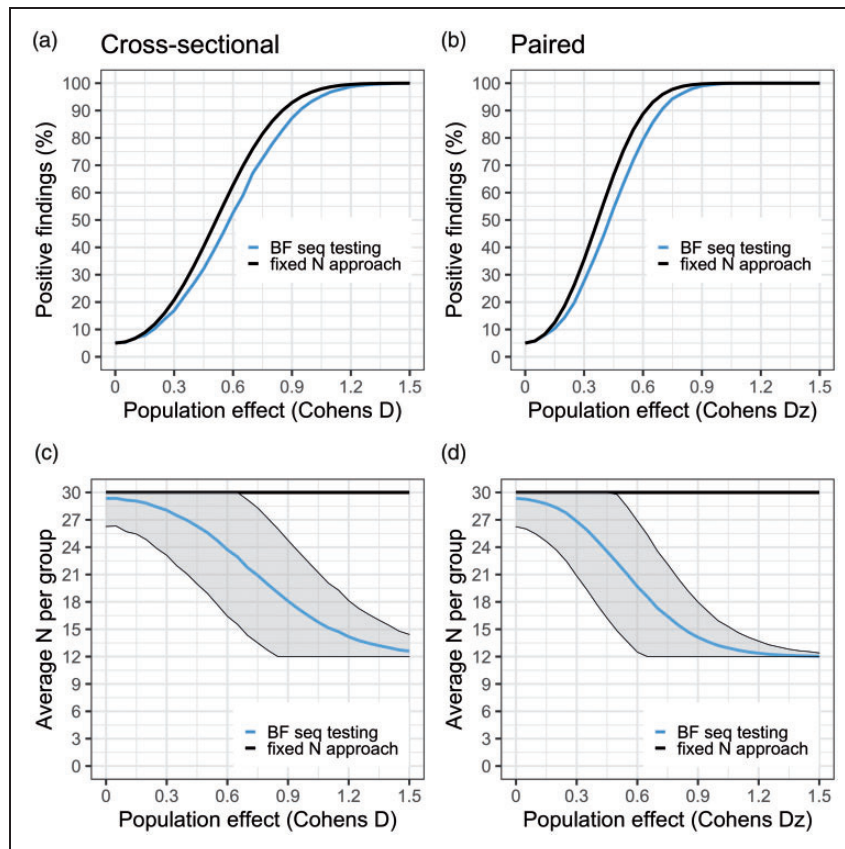 (a) Cross-sectional
100
90
80
70
60
50
40
30
20
10
0
Positive findings (%)
BF seq testing
fixed N approach
0 0.3 0.6 0.9 1.2 1.5
Population effect (Cohens D)
(b) Paired
100
90
80
70
60
50
40
30
20
10
0
Positive findings (%)
BF seq testing
fixed N approach
0 0.3 0.6 0.9 1.2 1.5
Population effect (Cohens Dz)
(c)
30
27
24
21
18
15
12
9
6
3
0
Average N per group
BF seq testing
fixed N approach
0 0.3 0.6 0.9 1.2 1.5
Population effect (Cohens D)
(d)
30
27
24
21
18
15
12
9
6
3
0
Average N per group
BF seq testing
fixed N approach
0 0.3 0.6 0.9 1.2 1.5
Population effect (Cohens Dz)